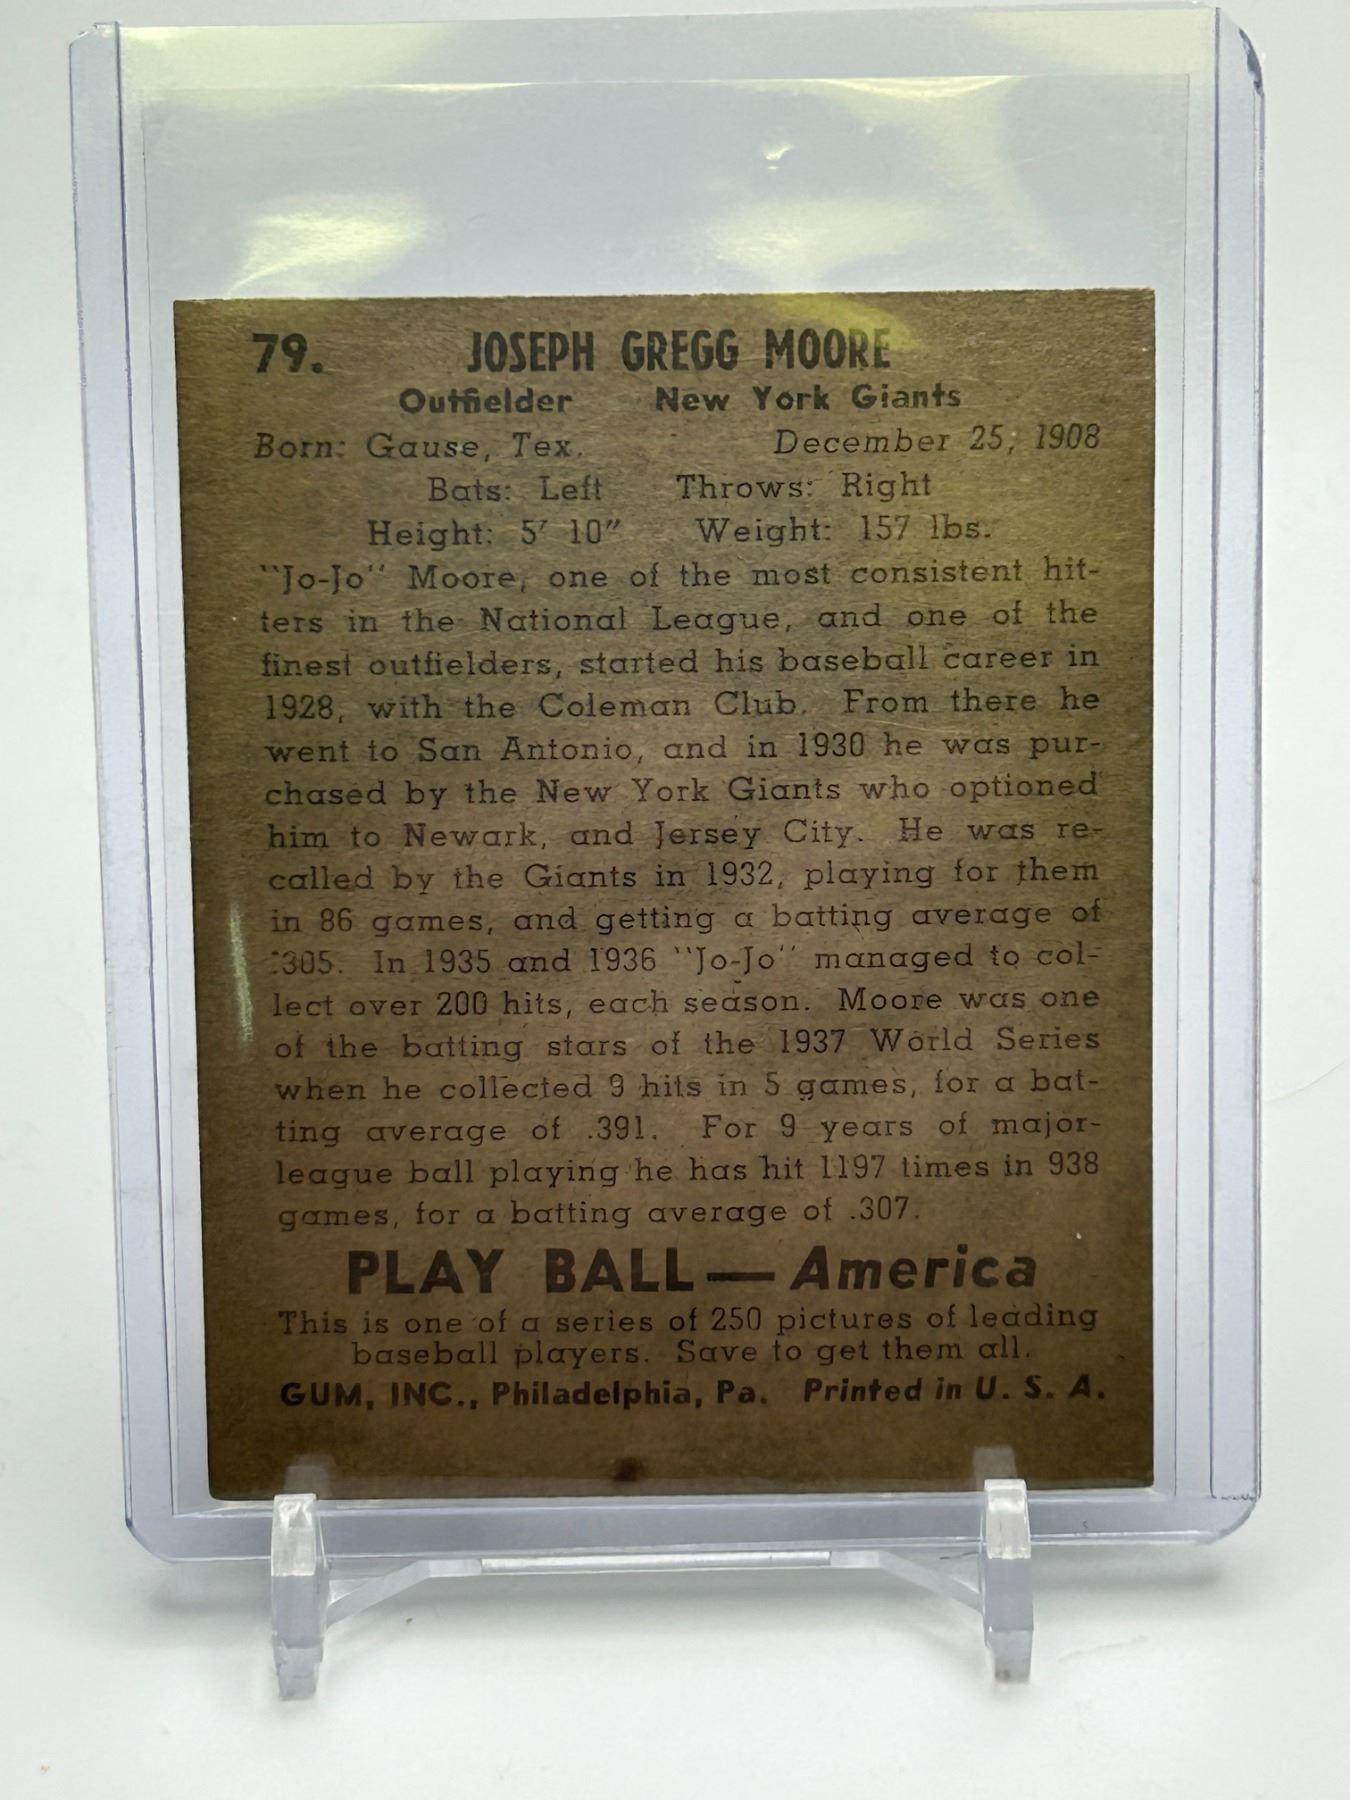 79. JOSEPH GREGG MOORE
Outfielder New York Giants
Born: Gause, Tex. December 25, 1908
Bats: Left Throws: Right
Height: 5' 10" Weight: 157 lbs.
"Jo-Jo" Moore, one of the most consistent hit-
ters in the National League, and one of the
finest outfielders, started his baseball career in
1928, with the Coleman Club. From there he
went to San Antonio, and in 1930 he was pur-
chased by the New York Giants who optioned
him to Newark, and Jersey City. He was re-
called by the Giants in 1932, playing for them
in 86 games, and getting a batting average of
.305. In 1935 and 1936 "Jo-Jo" managed to col-
lect over 200 hits, each season. Moore was one
of the batting stars of the 1937 World Series
when he collected 9 hits in 5 games, for a bat-
ting average of .391. For 9 years of major-
league ball playing he has hit 1197 times in 938
games, for a batting average of .307.
PLAY BALL — America
This is one of a series of 250 pictures of leading
baseball players. Save to get them all.
GUM, INC., Philadelphia, Pa. Printed in U. S. A.